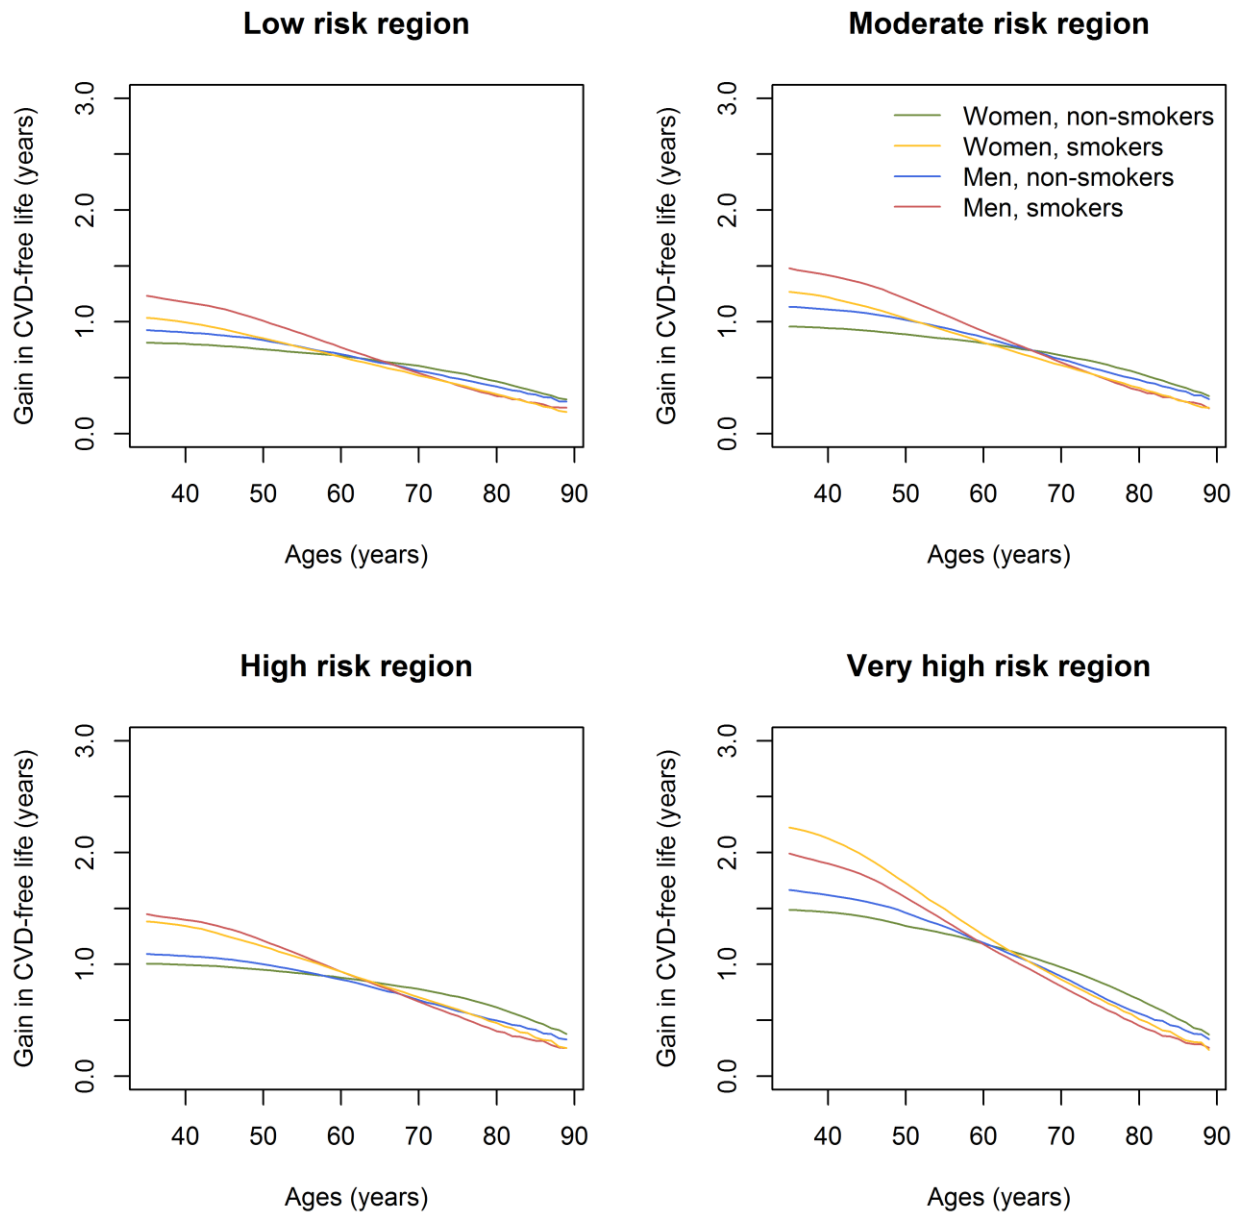 Low risk region
Gain in CVD-free life (years)
3.0
2.0
1.0
0.0
40 50 60 70 80 90
Ages (years)
Moderate risk region
Gain in CVD-free life (years)
3.0
2.0
1.0
0.0
Women, non-smokers
Women, smokers
Men, non-smokers
Men, smokers
40 50 60 70 80 90
Ages (years)
High risk region
Gain in CVD-free life (years)
3.0
2.0
1.0
0.0
40 50 60 70 80 90
Ages (years)
Very high risk region
Gain in CVD-free life (years)
3.0
2.0
1.0
0.0
40 50 60 70 80 90
Ages (years)